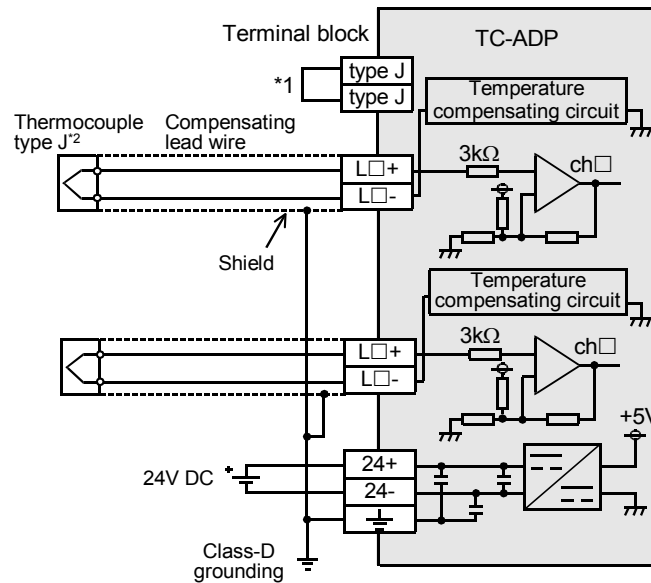 Terminal block
TC-ADP
type J
type J
*1
Temperature
compensating circuit
Thermocouple
type J*2
Compensating
lead wire
L□+
L□-
3kΩ
ch□
Shield
Temperature
compensating circuit
L□+
L□-
3kΩ
ch□
+5V
24V DC
+
24+
24-
Class-D
grounding